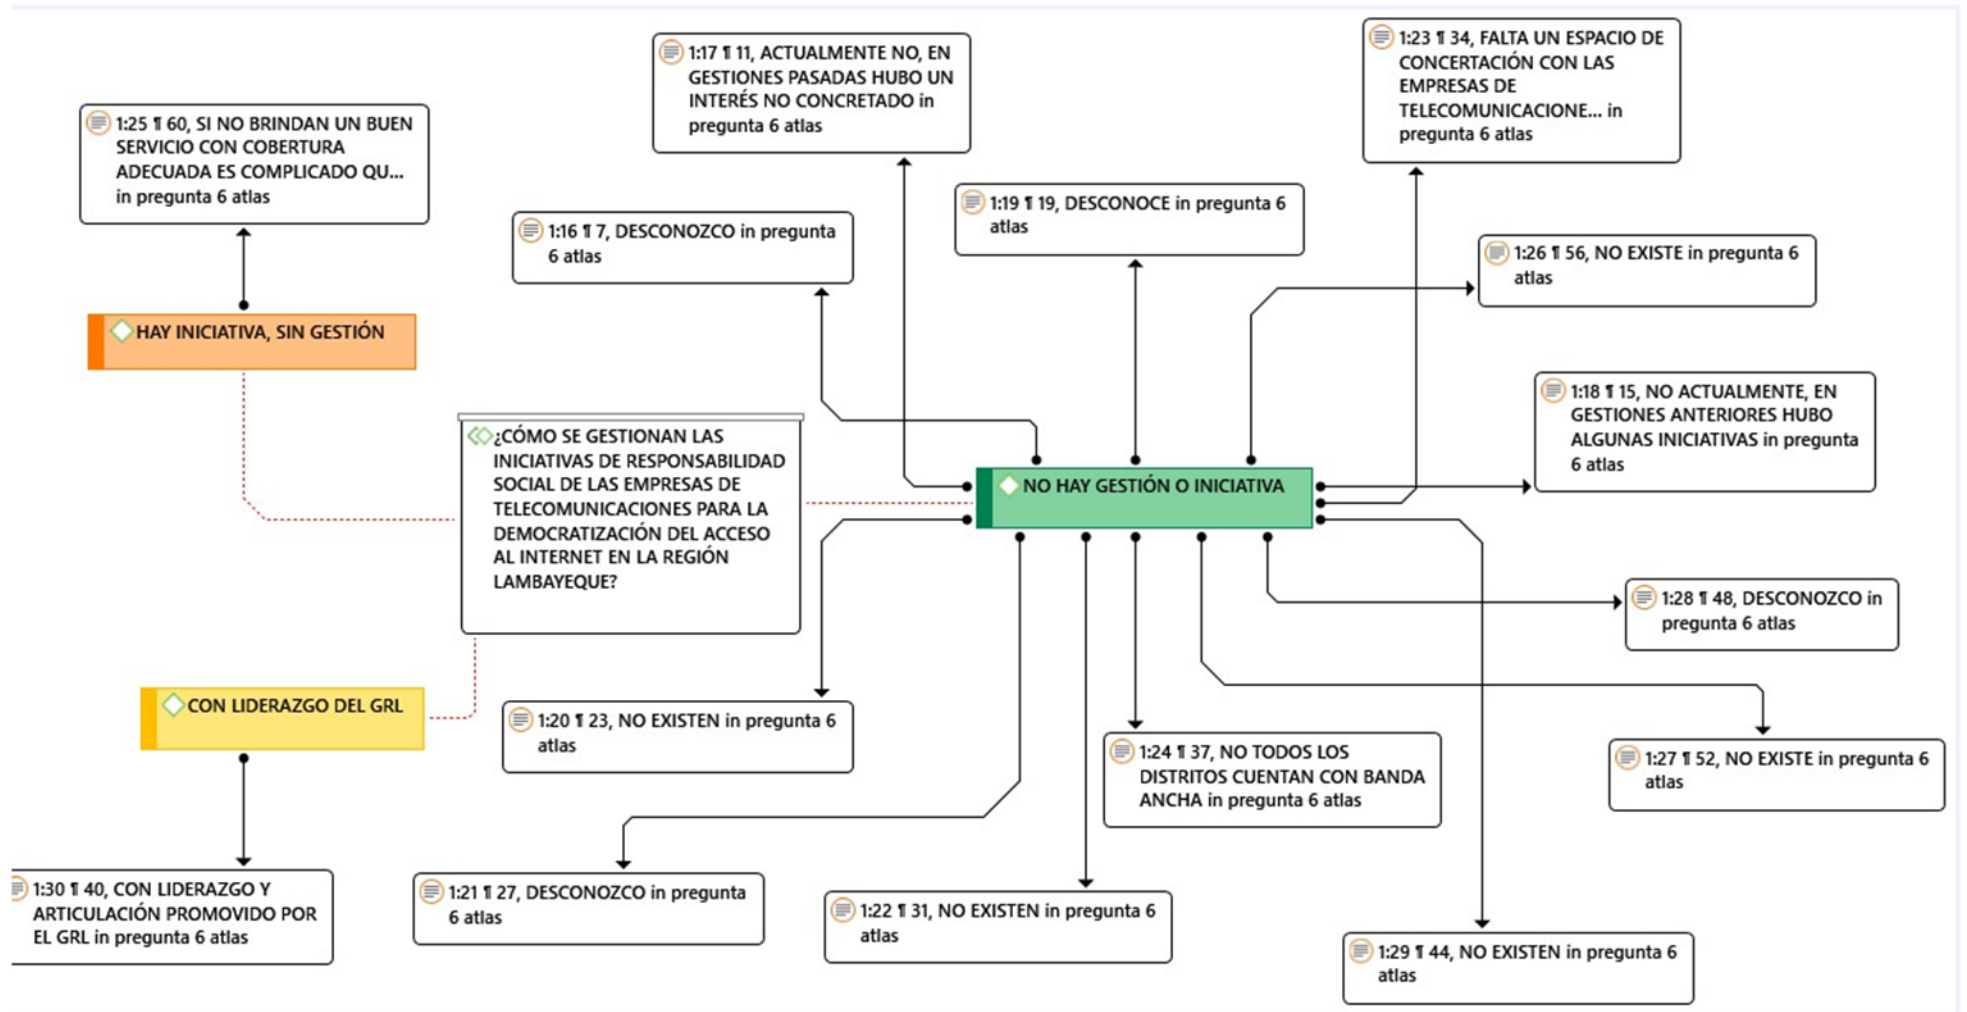 1:17 ¶ 11, ACTUALMENTE NO, EN
GESTIONES PASADAS HUBO UN
INTERÉS NO CONCRETADO in
pregunta 6 atlas
1:23 ¶ 34, FALTA UN ESPACIO DE
CONCERTACIÓN CON LAS
EMPRESAS DE
TELECOMUNICACIONE... in
pregunta 6 atlas
1:25 ¶ 60, SI NO BRINDAN UN BUEN
SERVICIO CON COBERTURA
ADECUADA ES COMPLICADO QU...
in pregunta 6 atlas
1:19 ¶ 19, DESCONOCE in pregunta 6
atlas
1:16 ¶ 7, DESCONOZCO in pregunta
6 atlas
1:26 ¶ 56, NO EXISTE in pregunta 6
atlas
HAY INICIATIVA, SIN GESTIÓN
1:18 ¶ 15, NO ACTUALMENTE, EN
GESTIONES ANTERIORES HUBO
ALGUNAS INICIATIVAS in pregunta
6 atlas
¿CÓMO SE GESTIONAN LAS
INICIATIVAS DE RESPONSABILIDAD
SOCIAL DE LAS EMPRESAS DE
TELECOMUNICACIONES PARA LA
DEMOCRATIZACIÓN DEL ACCESO
AL INTERNET EN LA REGIÓN
LAMBAYEQUE?
NO HAY GESTIÓN O INICIATIVA
1:28 ¶ 48, DESCONOZCO in
pregunta 6 atlas
CON LIDERAZGO DEL GRL
1:20 ¶ 23, NO EXISTEN in pregunta 6
atlas
1:24 ¶ 37, NO TODOS LOS
DISTRITOS CUENTAN CON BANDA
ANCHA in pregunta 6 atlas
1:27 ¶ 52, NO EXISTE in pregunta 6
atlas
1:30 ¶ 40, CON LIDERAZGO Y
ARTICULACIÓN PROMOVIDO POR
EL GRL in pregunta 6 atlas
1:21 ¶ 27, DESCONOZCO in pregunta
6 atlas
1:22 ¶ 31, NO EXISTEN in pregunta 6
atlas
1:29 ¶ 44, NO EXISTEN in pregunta 6
atlas